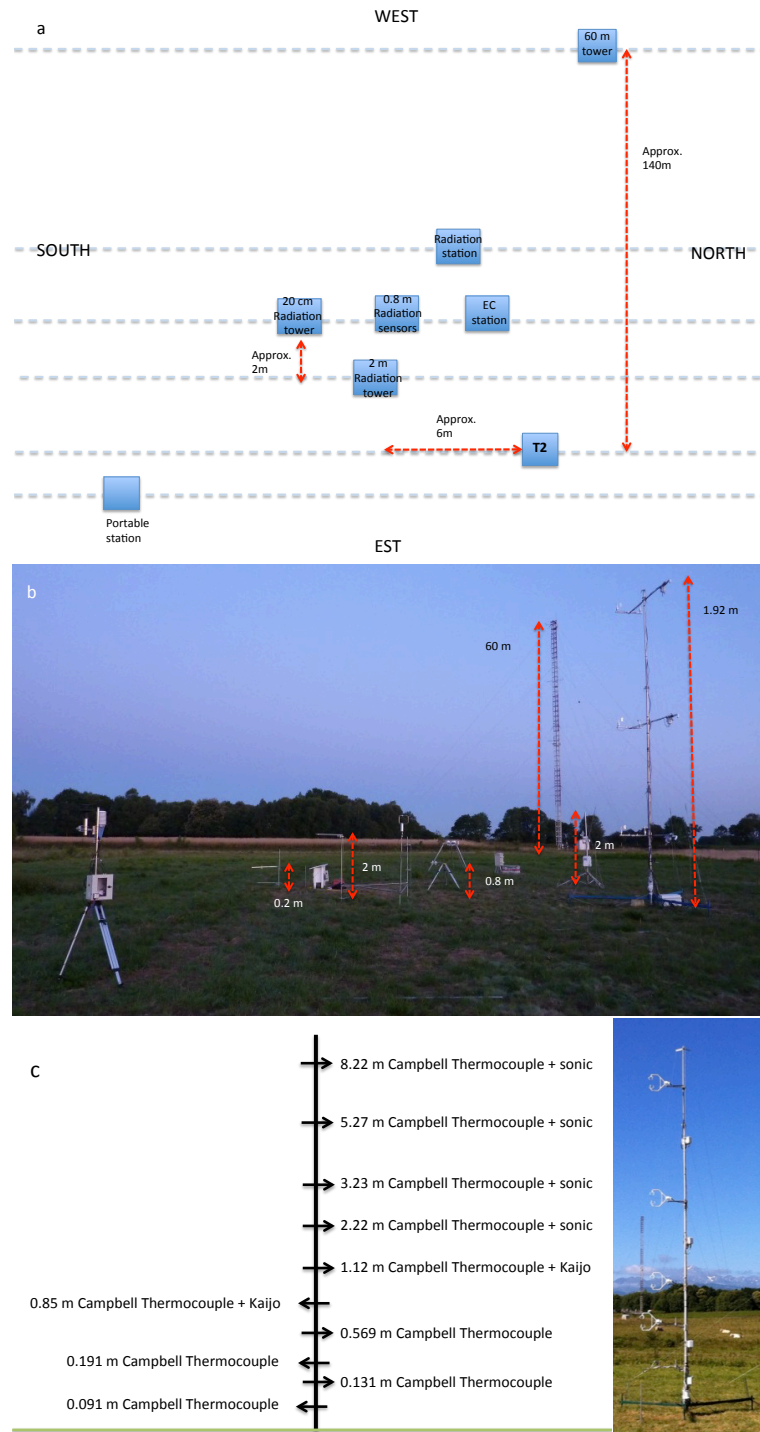 WEST
a
60 m
tower
Approx.
140m
Radiation
station
SOUTH
NORTH
20 cm
Radiation
tower
0.8 m
Radiation
sensors
EC
station
Approx.
2m
2 m
Radiation
tower
Approx.
6m
T2
Portable
station
EST
b
1.92 m
60 m
2 m
2 m
0.8 m
0.2 m
c
8.22 m Campbell Thermocouple + sonic
5.27 m Campbell Thermocouple + sonic
3.23 m Campbell Thermocouple + sonic
2.22 m Campbell Thermocouple + sonic
1.12 m Campbell Thermocouple + Kaijo
0.85 m Campbell Thermocouple + Kaijo
0.569 m Campbell Thermocouple
0.191 m Campbell Thermocouple
0.131 m Campbell Thermocouple
0.091 m Campbell Thermocouple